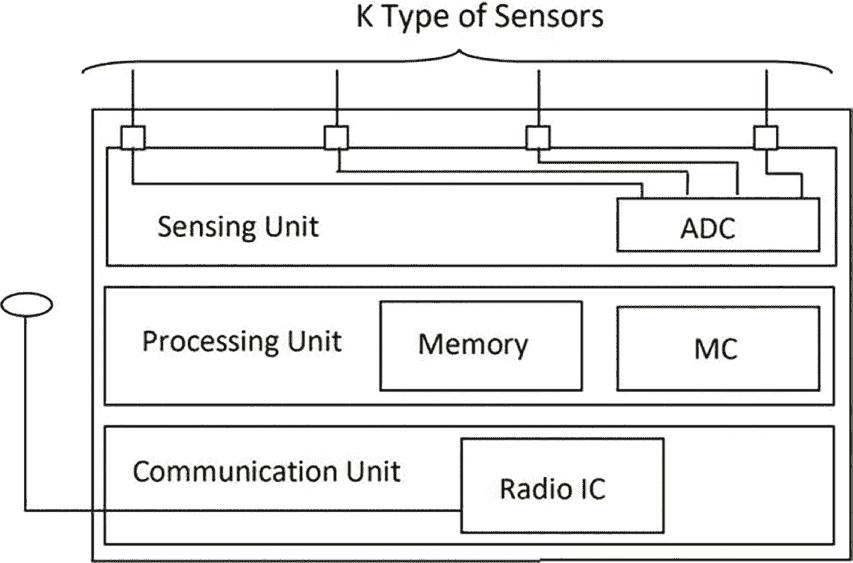 K Type of Sensors
Sensing Unit
ADC
Processing Unit
Memory
MC
Communication Unit
Radio IC